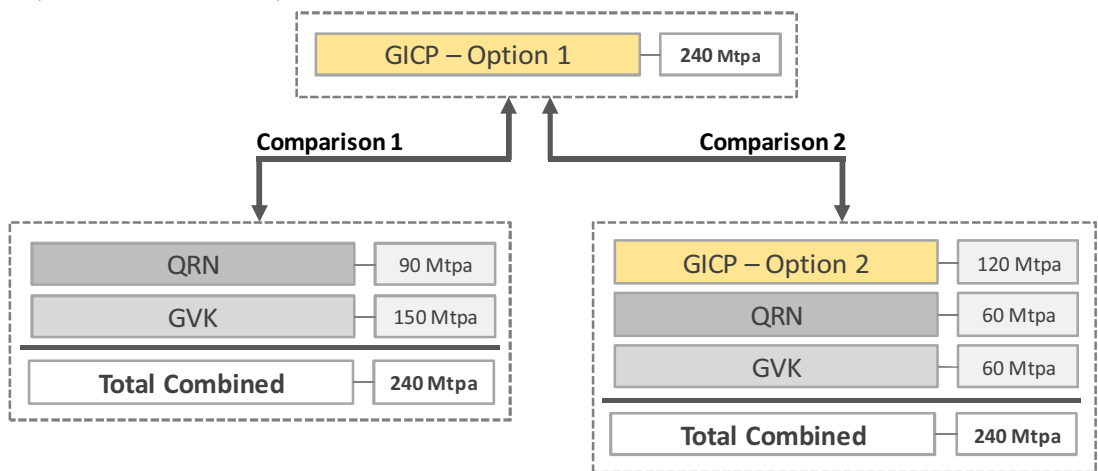 GICP – Option 1 240 Mtpa
Comparison 1 Comparison 2
QRN 90 Mtpa
GVK 150 Mtpa
Total Combined 240 Mtpa
GICP – Option 2 120 Mtpa
QRN 60 Mtpa
GVK 60 Mtpa
Total Combined 240 Mtpa